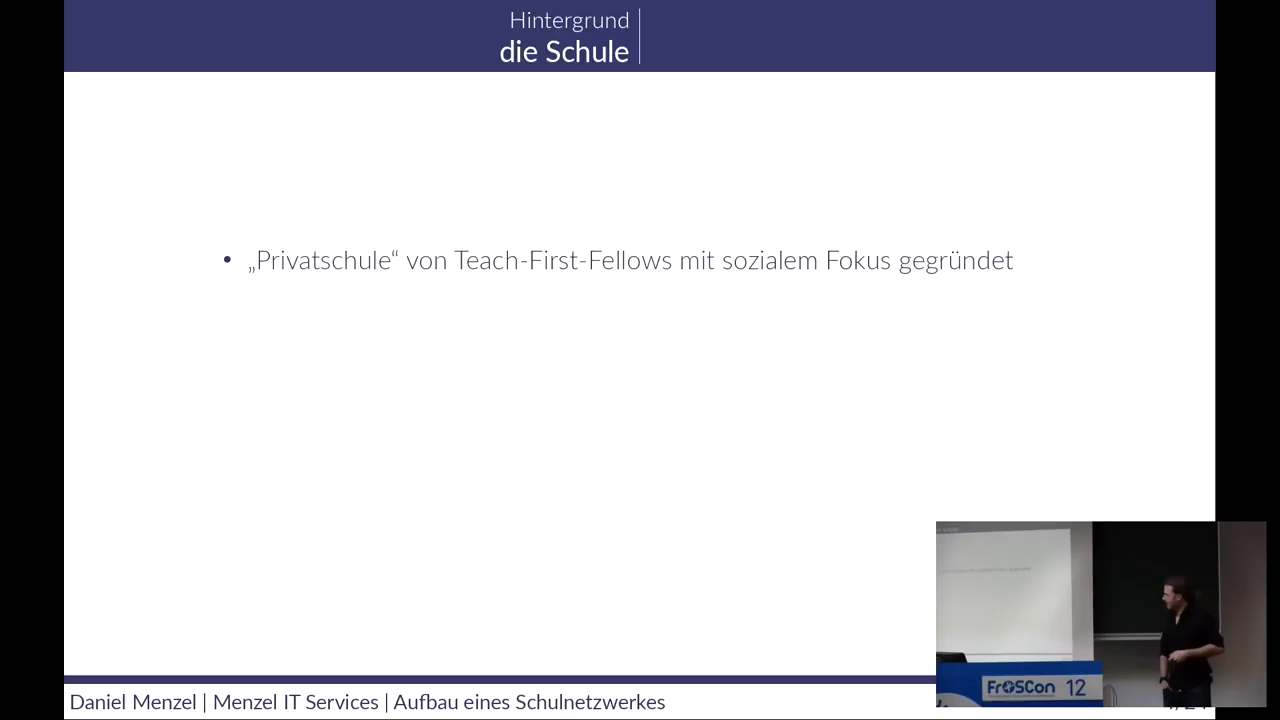 Hintergrund
die Schule
• „Privatschule“ von Teach-First-Fellows mit sozialem Fokus gegründet
FrOSCon 12
Daniel Menzel | Menzel IT Services | Aufbau eines Schulnetzwerkes